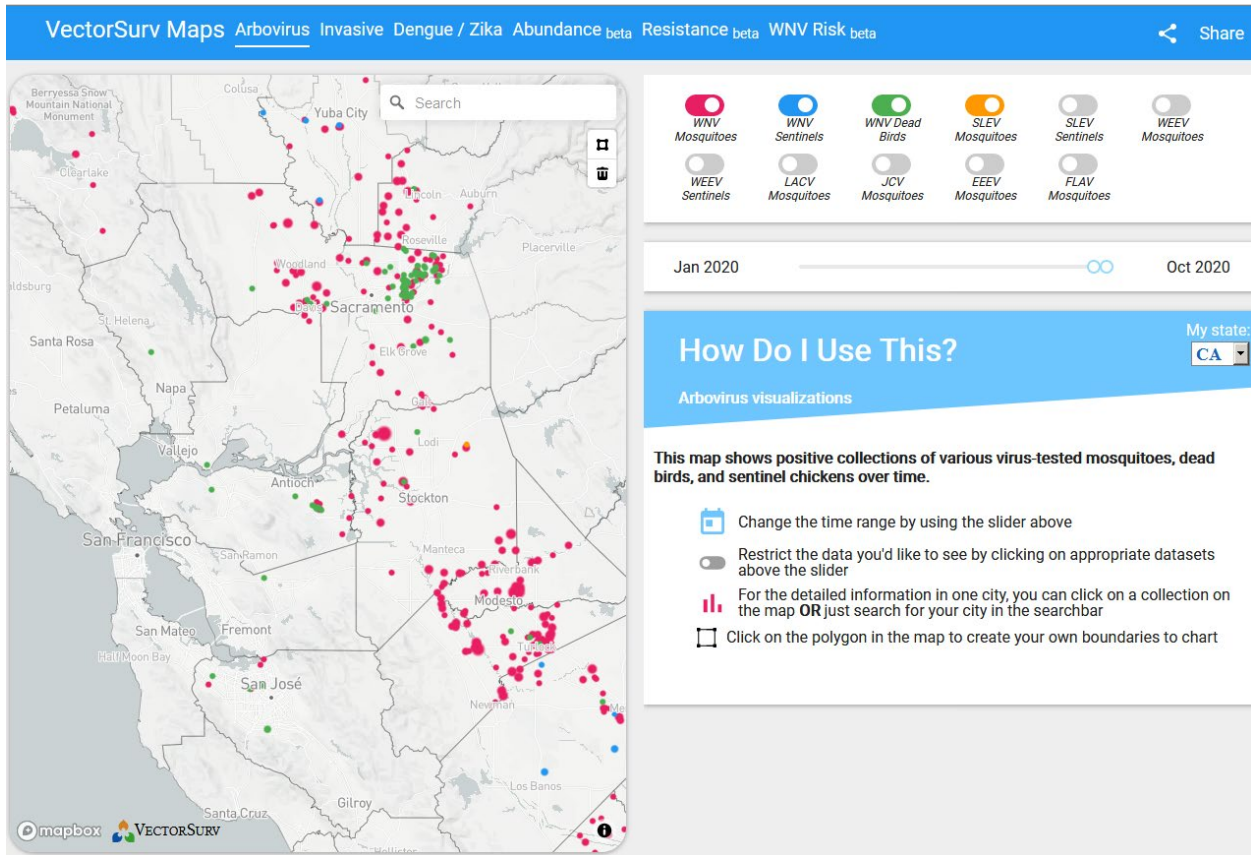 VectorSurv Maps Arbovirus Invasive Dengue / Zika Abundance beta Resistance beta WNV Risk beta
Share
Berryessa Snow
Mountain National
Monument
Colusa
Yuba City
Search
Clearlake
Lincoln
Auburn
Roseville
Placerville
Woodland
Davis
Sacramento
St. Helena
Santa Rosa
Elk Grove
Napa
Petaluma
Galt
Lodi
Vallejo
Antioch
Stockton
San Francisco
San Ramon
Manteca
Riverbank
Modesto
San Mateo
Fremont
Turlock
Half Moon Bay
San José
Newman
Me
Los Banos
Gilroy
Santa Cruz
Hollister
mapbox VECTORSURV
WNV
Mosquitoes
WNV
Sentinels
WNV Dead
Birds
SLEV
Mosquitoes
SLEV
Sentinels
WEEV
Mosquitoes
WEEV
Sentinels
LACV
Mosquitoes
JCV
Mosquitoes
EEEV
Mosquitoes
FLAV
Mosquitoes
Jan 2020
Oct 2020
How Do I Use This?
My state:
CA
Arbovirus visualizations
This map shows positive collections of various virus-tested mosquitoes, dead
birds, and sentinel chickens over time.
Change the time range by using the slider above
Restrict the data you'd like to see by clicking on appropriate datasets
above the slider
For the detailed information in one city, you can click on a collection on
the map OR just search for your city in the searchbar
Click on the polygon in the map to create your own boundaries to chart